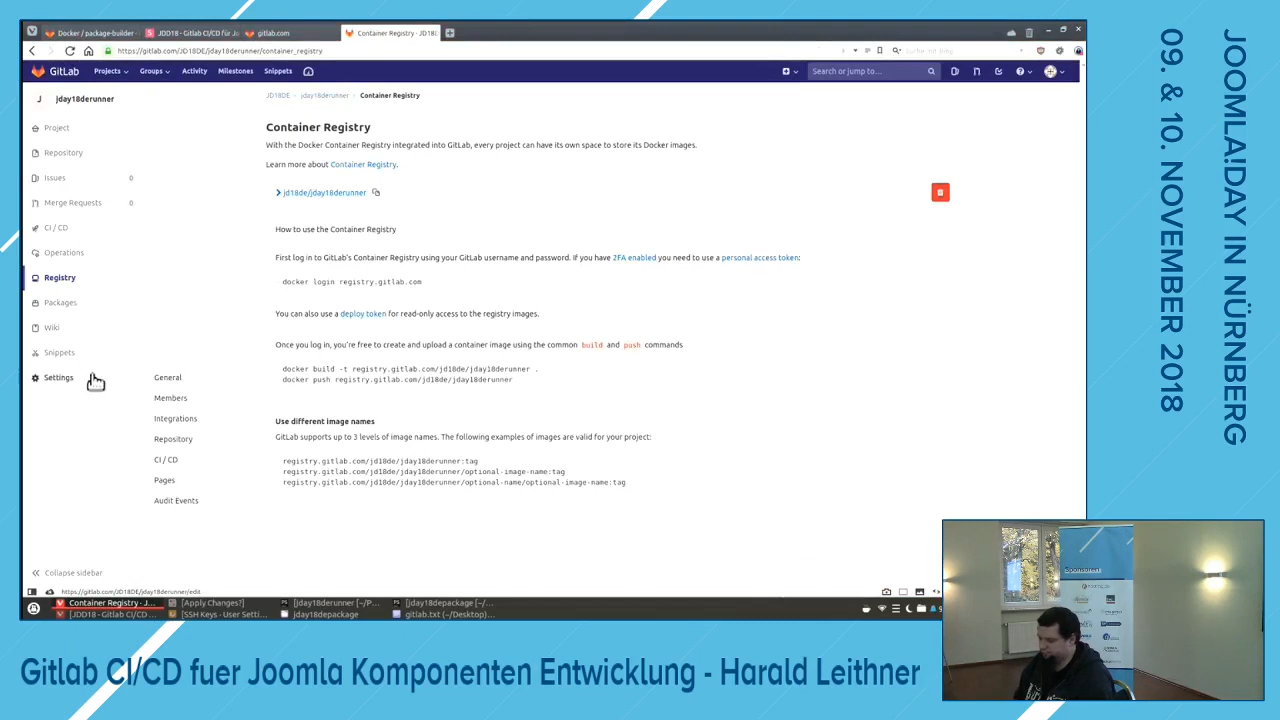 Docker / package-builder -
JDD18 - Gitlab CI/CD für Jo
gitlab.com
Container Registry · JD18
https://gitlab.com/JD18DE/jday18derunner/container_registry
GitLab
Projects
Groups
Activity
Milestones
Snippets
Search or jump to...
J jday18derunner
Project
Repository
Issues 0
Merge Requests 0
CI / CD
Operations
Registry
Packages
Wiki
Snippets
Settings
General
Members
Integrations
Repository
CI / CD
Pages
Audit Events
Collapse sidebar
JD18DE › jday18derunner › Container Registry
Container Registry
With the Docker Container Registry integrated into GitLab, every project can have its own space to store its Docker images.
Learn more about Container Registry.
jd18de/jday18derunner
How to use the Container Registry
First log in to GitLab's Container Registry using your GitLab username and password. If you have 2FA enabled you need to use a personal access token:
docker login registry.gitlab.com
You can also use a deploy token for read-only access to the registry images.
Once you log in, you're free to create and upload a container image using the common build and push commands
docker build -t registry.gitlab.com/jd18de/jday18derunner .
docker push registry.gitlab.com/jd18de/jday18derunner
Use different image names
GitLab supports up to 3 levels of image names. The following examples of images are valid for your project:
registry.gitlab.com/jd18de/jday18derunner:tag
registry.gitlab.com/jd18de/jday18derunner/optional-image-name:tag
registry.gitlab.com/jd18de/jday18derunner/optional-name/optional-image-name:tag
https://gitlab.com/JD18DE/jday18derunner/edit
Container Registry · J...
[Apply Changes?]
[jday18derunner [~/P...
[jday18depackage [~/...
[JDD18 - Gitlab CI/CD ...
[SSH Keys · User Setti...
jday18depackage
gitlab.txt (~/Desktop)...
JOOMLA!DAY IN NÜRNBERG
09. & 10. NOVEMBER 2018
Sponsoren
Gitlab CI/CD fuer Joomla Komponenten Entwicklung - Harald Leithner